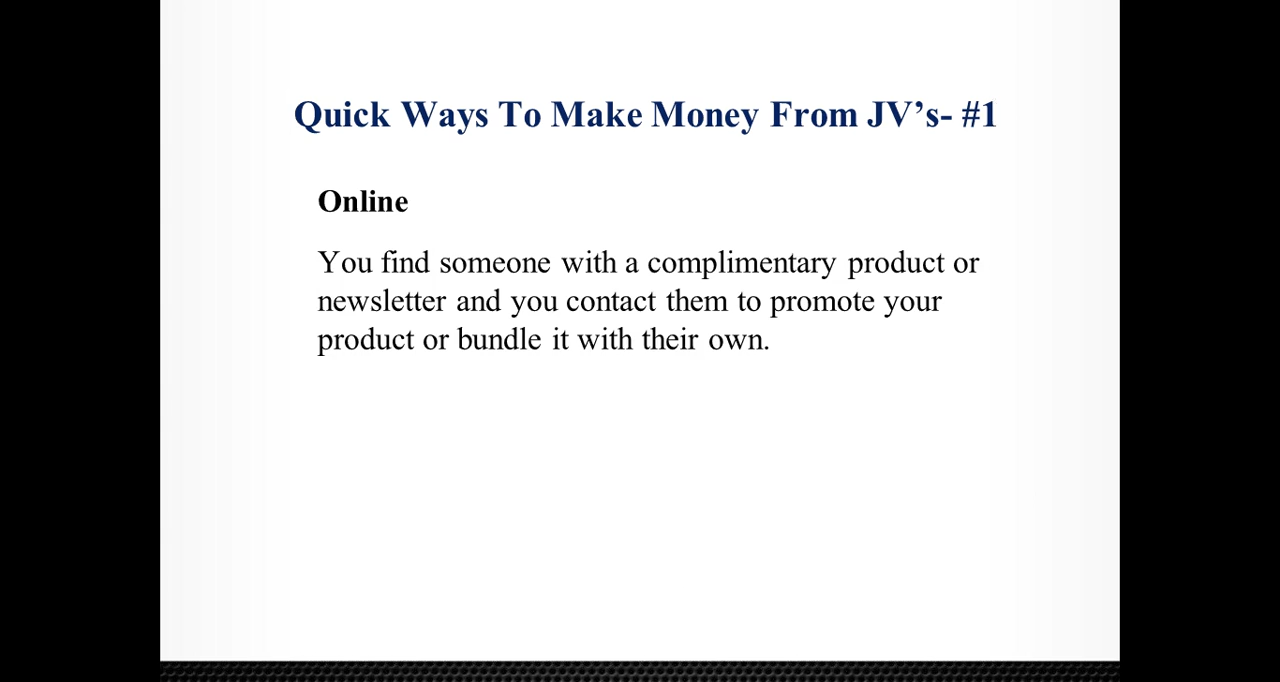 Quick Ways To Make Money From JV’s- #1
Online
You find someone with a complimentary product or
newsletter and you contact them to promote your
product or bundle it with their own.